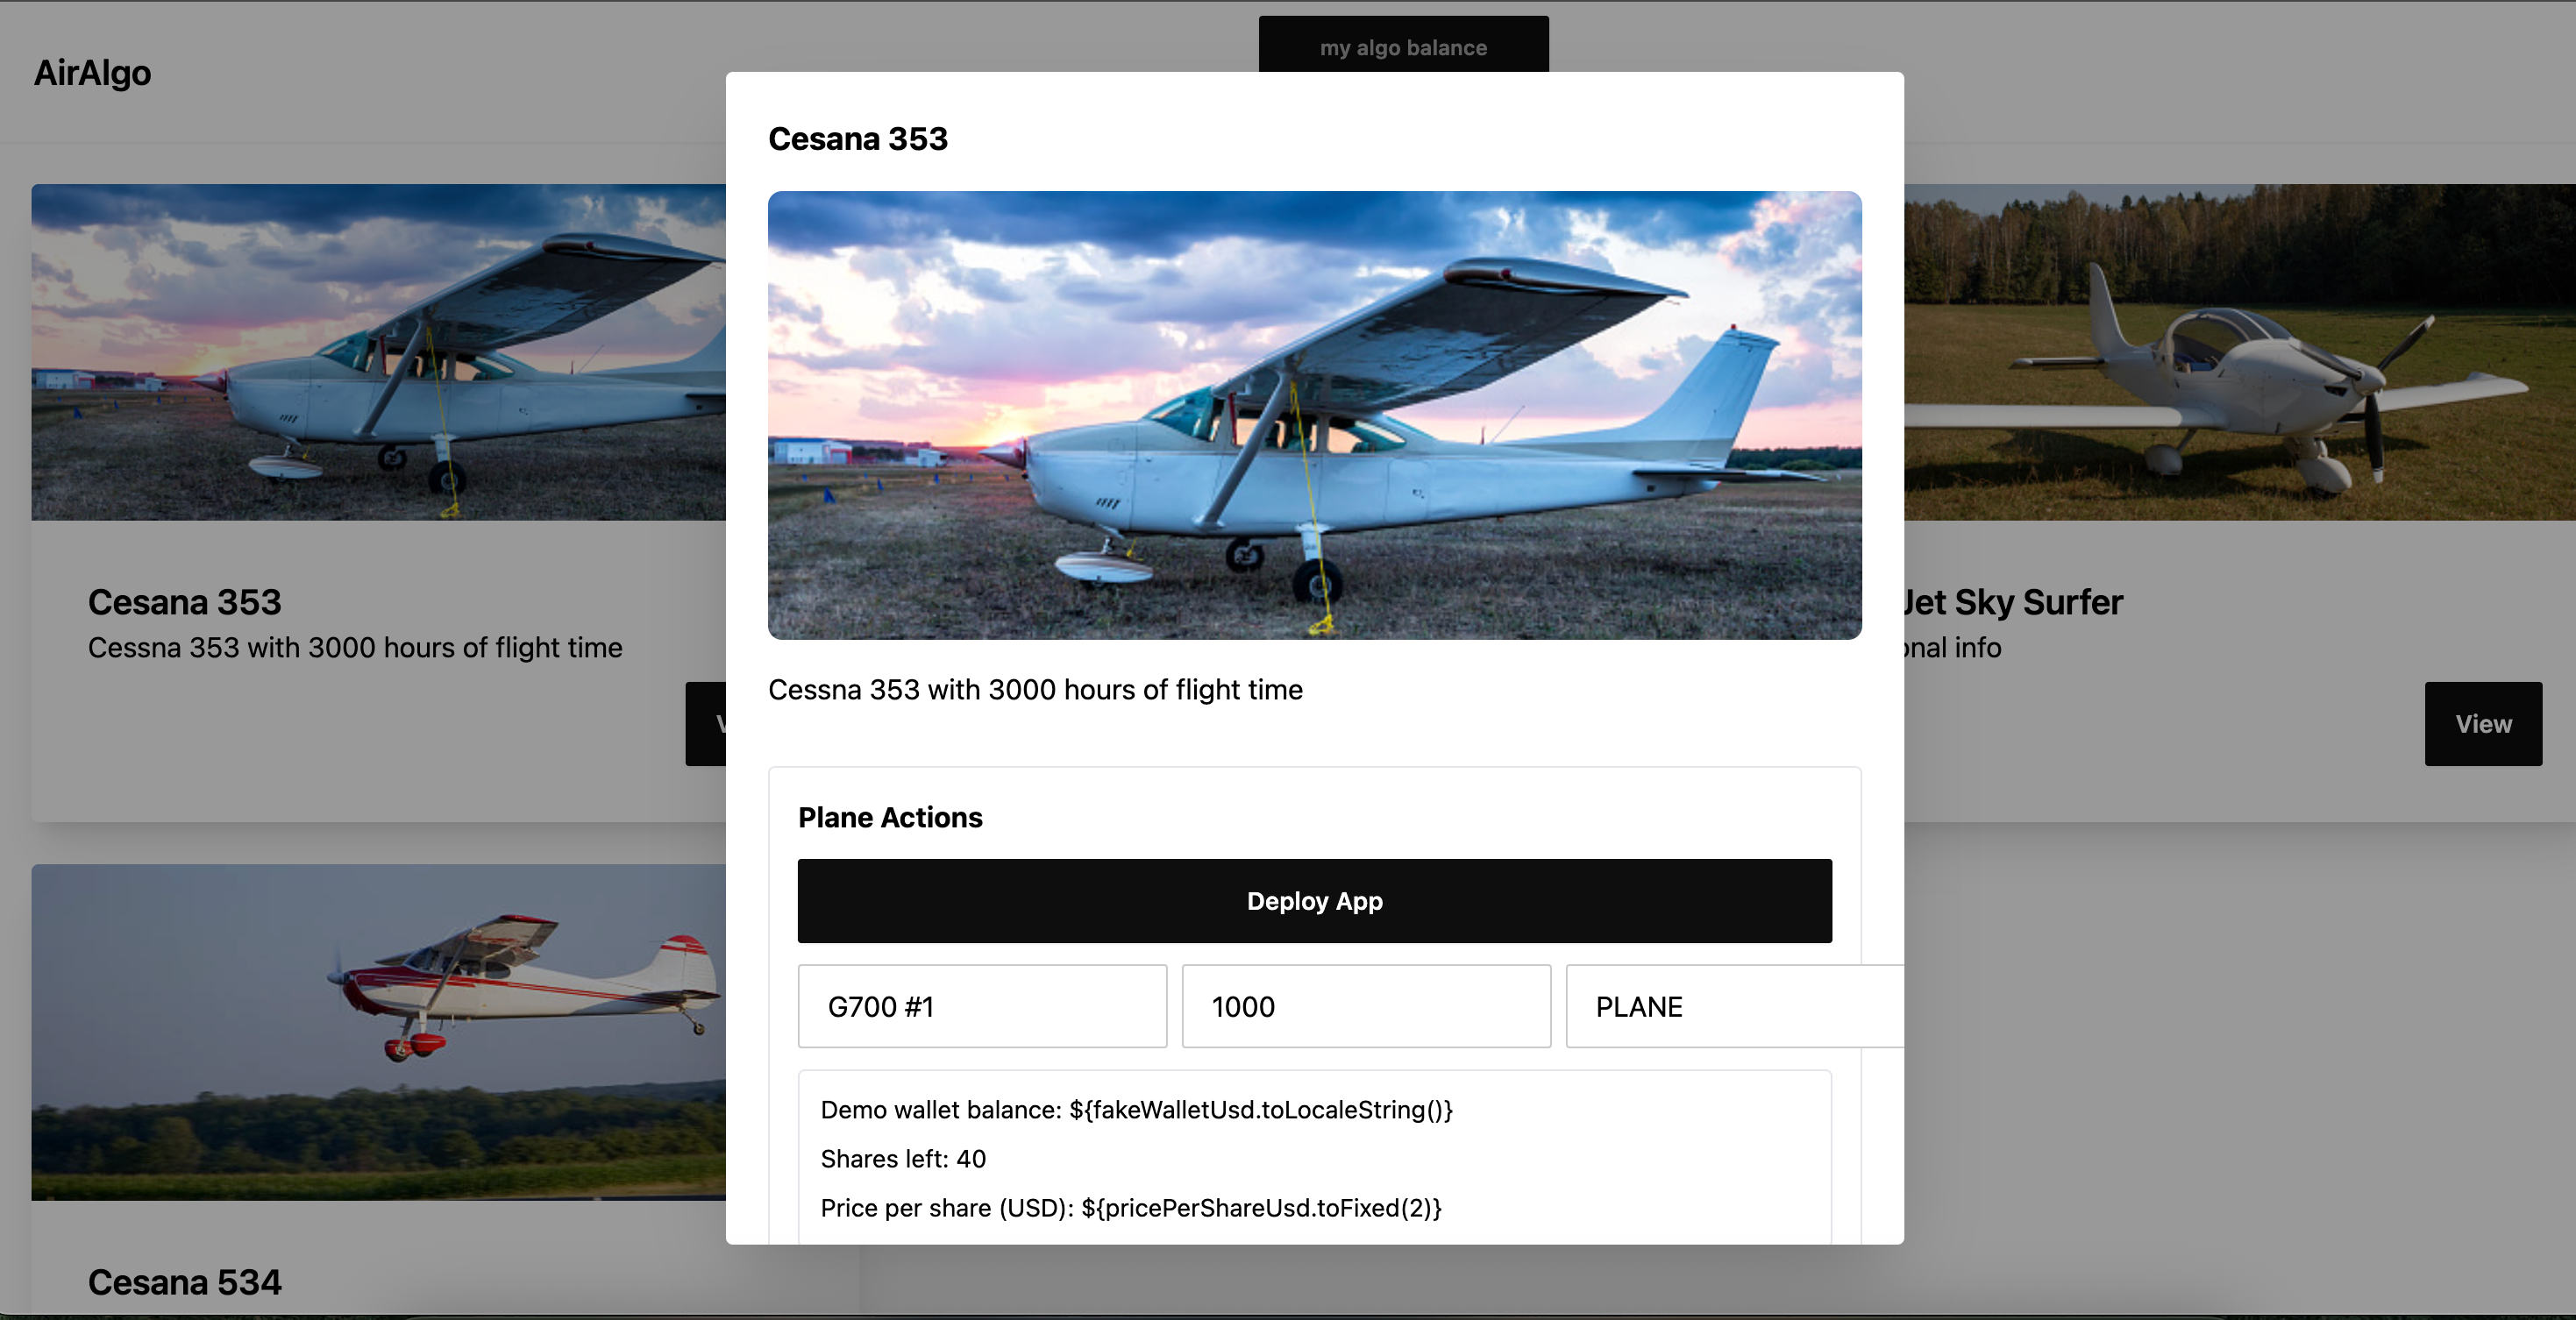 my algo balance
AirAlgo
Cesana 353
Cessna 353 with 3000 hours of flight time
Plane Actions
Deploy App
G700 #1 1000 PLANE
Demo wallet balance: ${fakeWalletUsd.toLocaleString()}
Shares left: 40
Price per share (USD): ${pricePerShareUsd.toFixed(2)}
Cesana 353
Cessna 353 with 3000 hours of flight time
Jet Sky Surfer
info
View
Cesana 534